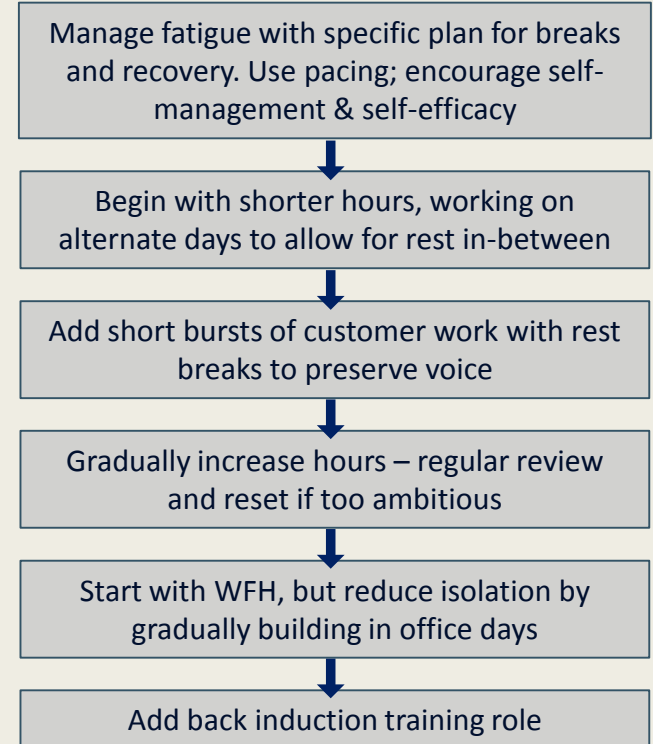 Manage fatigue with specific plan for breaks
and recovery. Use pacing; encourage self-
management & self-efficacy
Begin with shorter hours, working on
alternate days to allow for rest in-between
Add short bursts of customer work with rest
breaks to preserve voice
Gradually increase hours – regular review
and reset if too ambitious
Start with WFH, but reduce isolation by
gradually building in office days
Add back induction training role